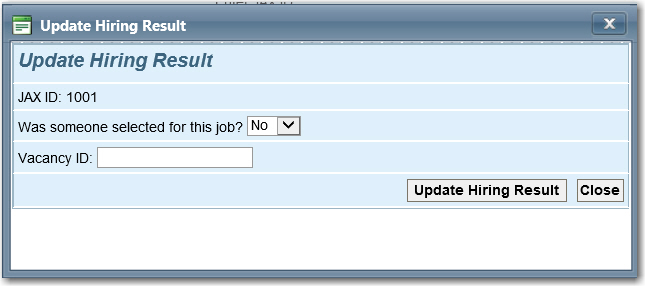 Update Hiring Result
X
Update Hiring Result
JAX ID: 1001
Was someone selected for this job? No
Vacancy ID:
Update Hiring Result Close